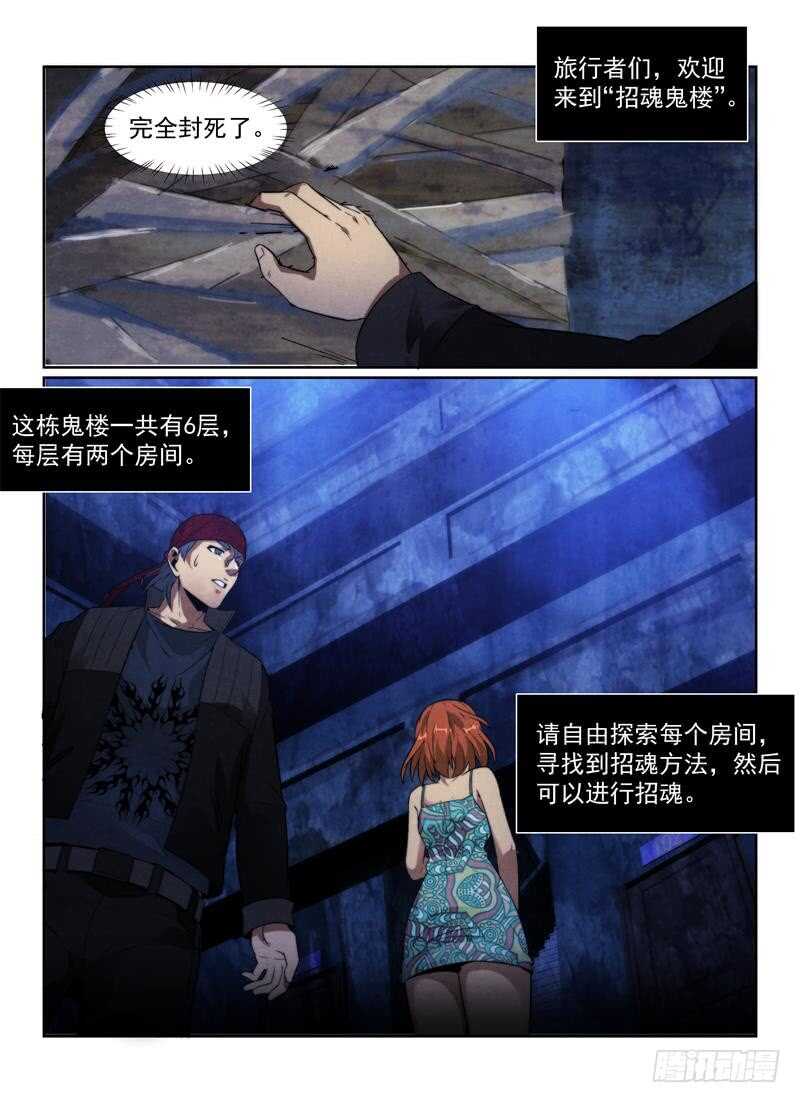 旅行者们，欢迎
来到“招魂鬼楼”。
完全封死了。
这栋鬼楼一共有6层，
每层有两个房间。
请自由探索每个房间，
寻找到招魂方法，然后
可以进行招魂。
腾讯动漫